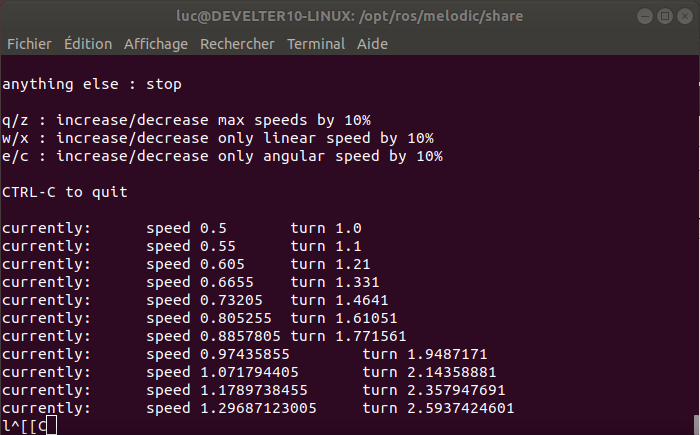 luc@DEVELTER10-LINUX: /opt/ros/melodic/share
Fichier Édition Affichage Rechercher Terminal Aide
anything else : stop
q/z : increase/decrease max speeds by 10%
w/x : increase/decrease only linear speed by 10%
e/c : increase/decrease only angular speed by 10%
CTRL-C to quit
currently: speed 0.5 turn 1.0
currently: speed 0.55 turn 1.1
currently: speed 0.605 turn 1.21
currently: speed 0.6655 turn 1.331
currently: speed 0.73205 turn 1.4641
currently: speed 0.805255 turn 1.61051
currently: speed 0.8857805 turn 1.771561
currently: speed 0.97435855 turn 1.9487171
currently: speed 1.071794405 turn 2.14358881
currently: speed 1.1789738455 turn 2.357947691
currently: speed 1.29687123005 turn 2.5937424601
l^[[C